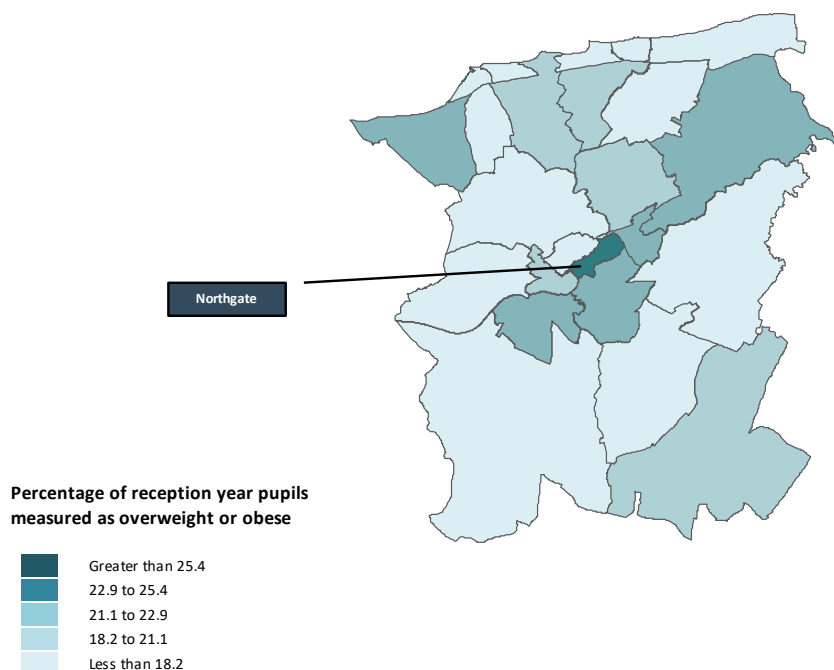 Northgate
Percentage of reception year pupils
measured as overweight or obese
Greater than 25.4
22.9 to 25.4
21.1 to 22.9
18.2 to 21.1
Less than 18.2